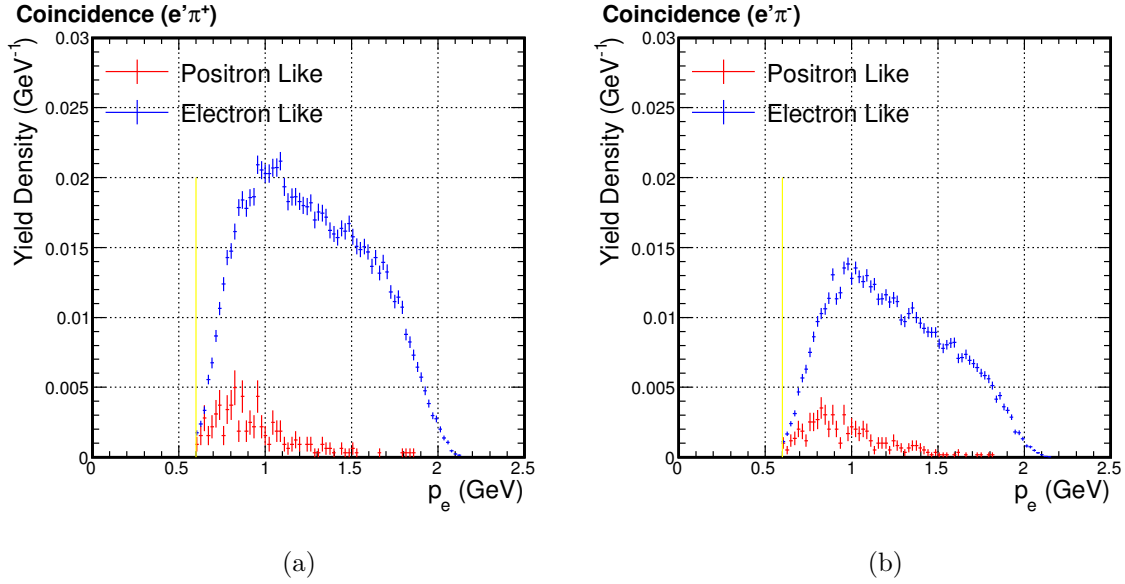 Coincidence (e'π⁺)
0.03
0.025
0.02
0.015
0.01
0.005
0
Yield Density (GeV⁻¹)
Positron Like
Electron Like
0 0.5 1 1.5 2 2.5
p_e (GeV)
(a)
Coincidence (e'π⁻)
0.03
0.025
0.02
0.015
0.01
0.005
0
Yield Density (GeV⁻¹)
Positron Like
Electron Like
0 0.5 1 1.5 2 2.5
p_e (GeV)
(b)